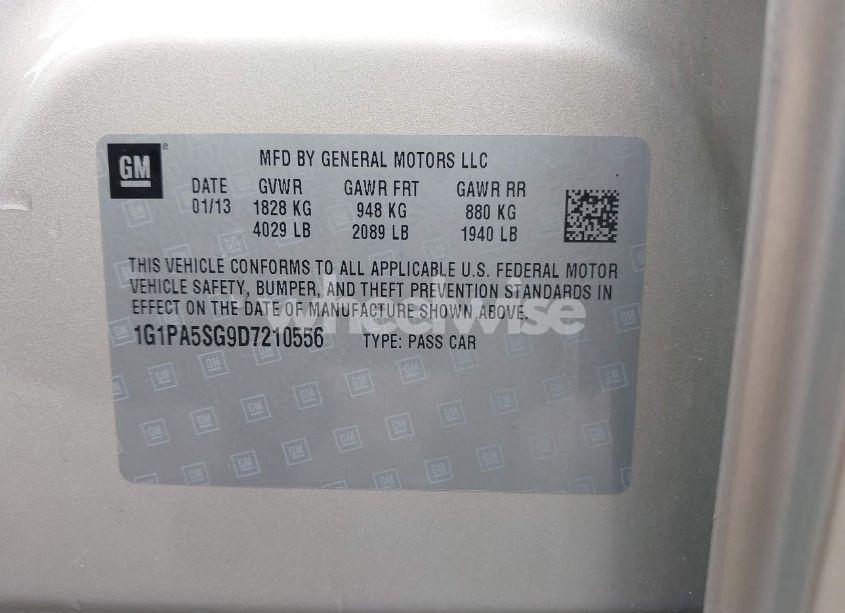 GM
MFD BY GENERAL MOTORS LLC
DATE GVWR GAWR FRT GAWR RR
01/13 1828 KG 948 KG 880 KG
4029 LB 2089 LB 1940 LB
THIS VEHICLE CONFORMS TO ALL APPLICABLE U.S. FEDERAL MOTOR
VEHICLE SAFETY, BUMPER, AND THEFT PREVENTION STANDARDS IN
EFFECT ON THE DATE OF MANUFACTURE SHOWN ABOVE.
wheelwise
1G1PA5SG9D7210556 TYPE: PASS CAR